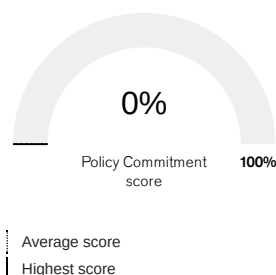 0%
Policy Commitment 100%
score
Average score
Highest score